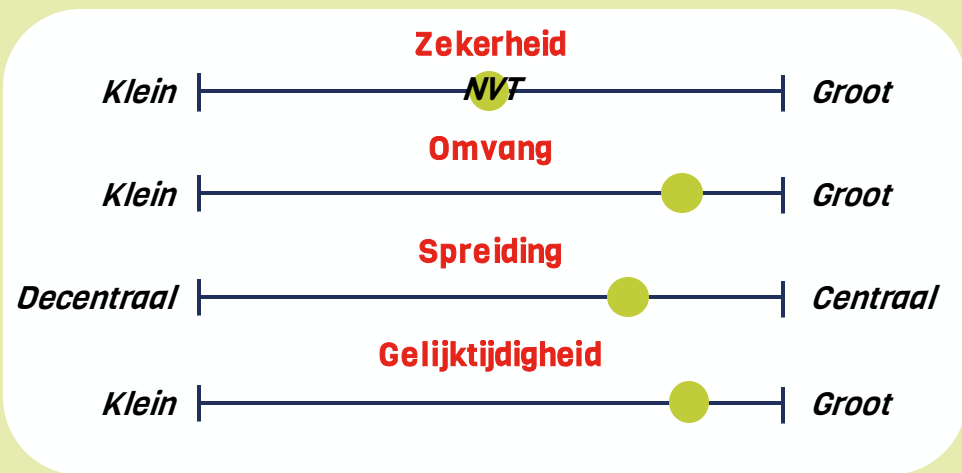 Zekerheid
Klein NVT Groot
Omvang
Klein Groot
Spreiding
Decentraal Centraal
Gelijktijdigheid
Klein Groot